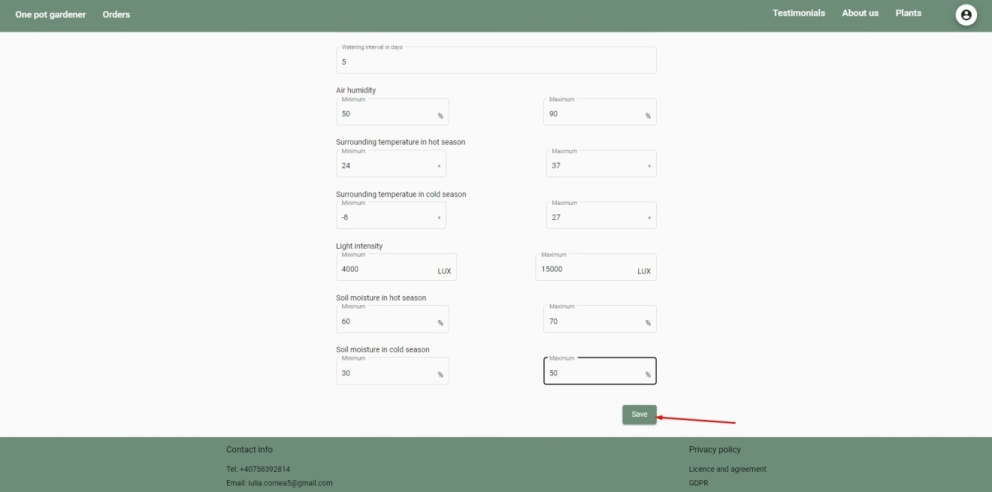 One pot gardener Orders Testimonials About us Plants
Watering interval in days
5
Air humidity
Minimum Maximum
50 % 90 %
Surrounding temperature in hot season
Minimum Maximum
24 ° 37 °
Surrounding temperatue in cold season
Minimum Maximum
-8 ° 27 °
Light intensity
Minimum Maximum
4000 LUX 15000 LUX
Soil moisture in hot season
Minimum Maximum
60 % 70 %
Soil moisture in cold season
Minimum Maximum
30 % 50 %
Save
Contact info Privacy policy
Tel: +40758392814 Licence and agreement
Email: iulia.cornea5@gmail.com GDPR